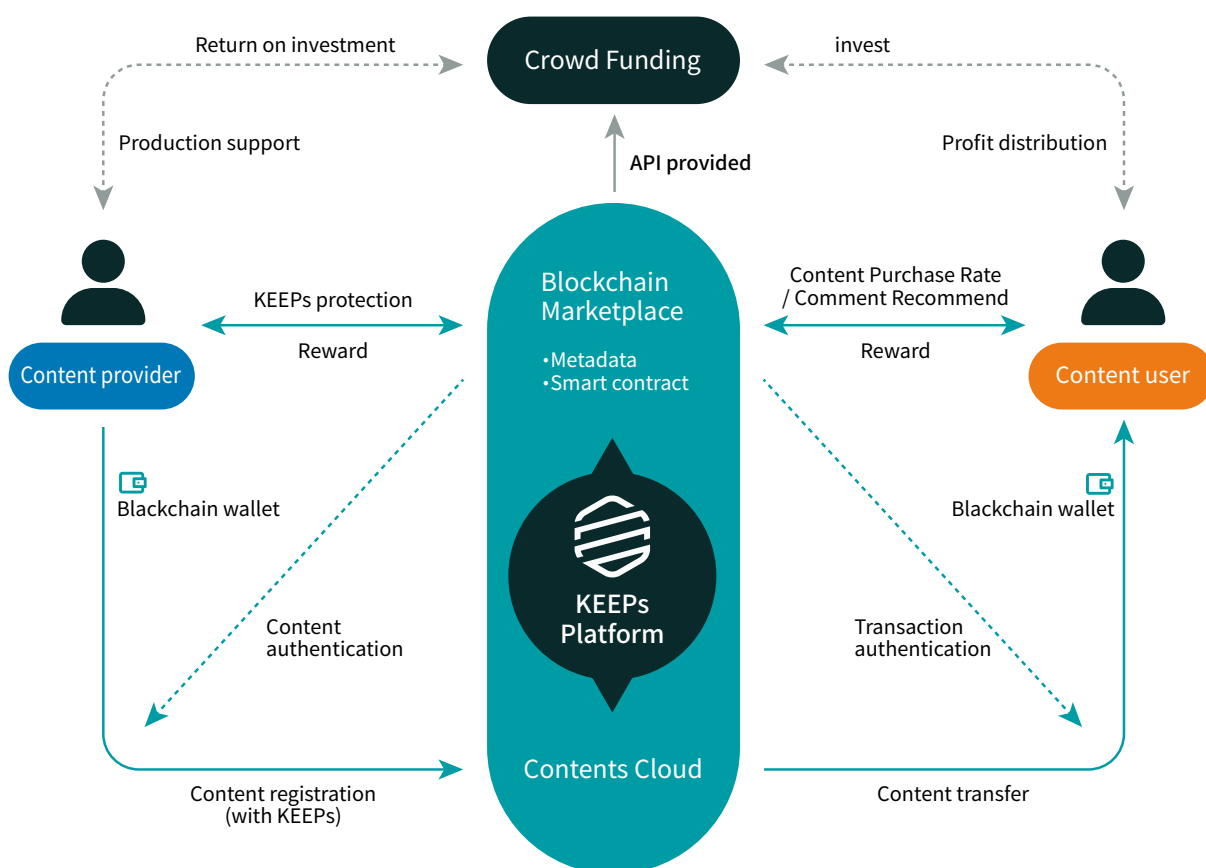 Return on investment
Crowd Funding
invest
Production support
API provided
Profit distribution
Blockchain
Marketplace
•Metadata
•Smart contract
KEEPs protection
Reward
Content Purchase Rate
/ Comment Recommend
Reward
Content provider
Content user
Blackchain wallet
Blackchain wallet
KEEPs
Platform
Content
authentication
Transaction
authentication
Contents Cloud
Content registration
(with KEEPs)
Content transfer